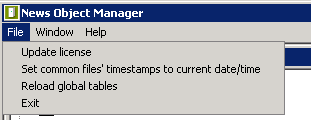 News Object Manager
File Window Help
Update license
Set common files' timestamps to current date/time
Reload global tables
Exit